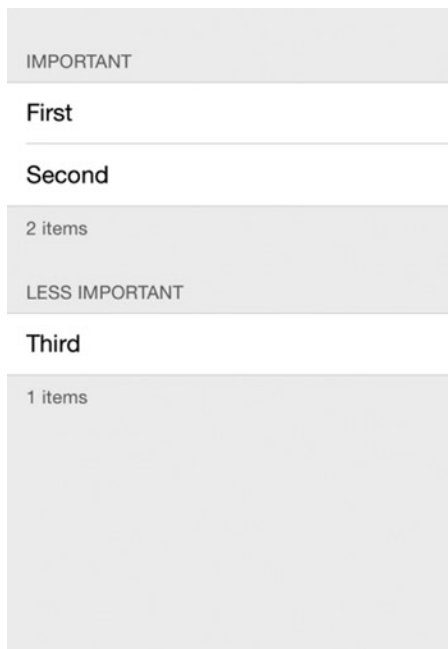 IMPORTANT
First
Second
2 items
LESS IMPORTANT
Third
1 items